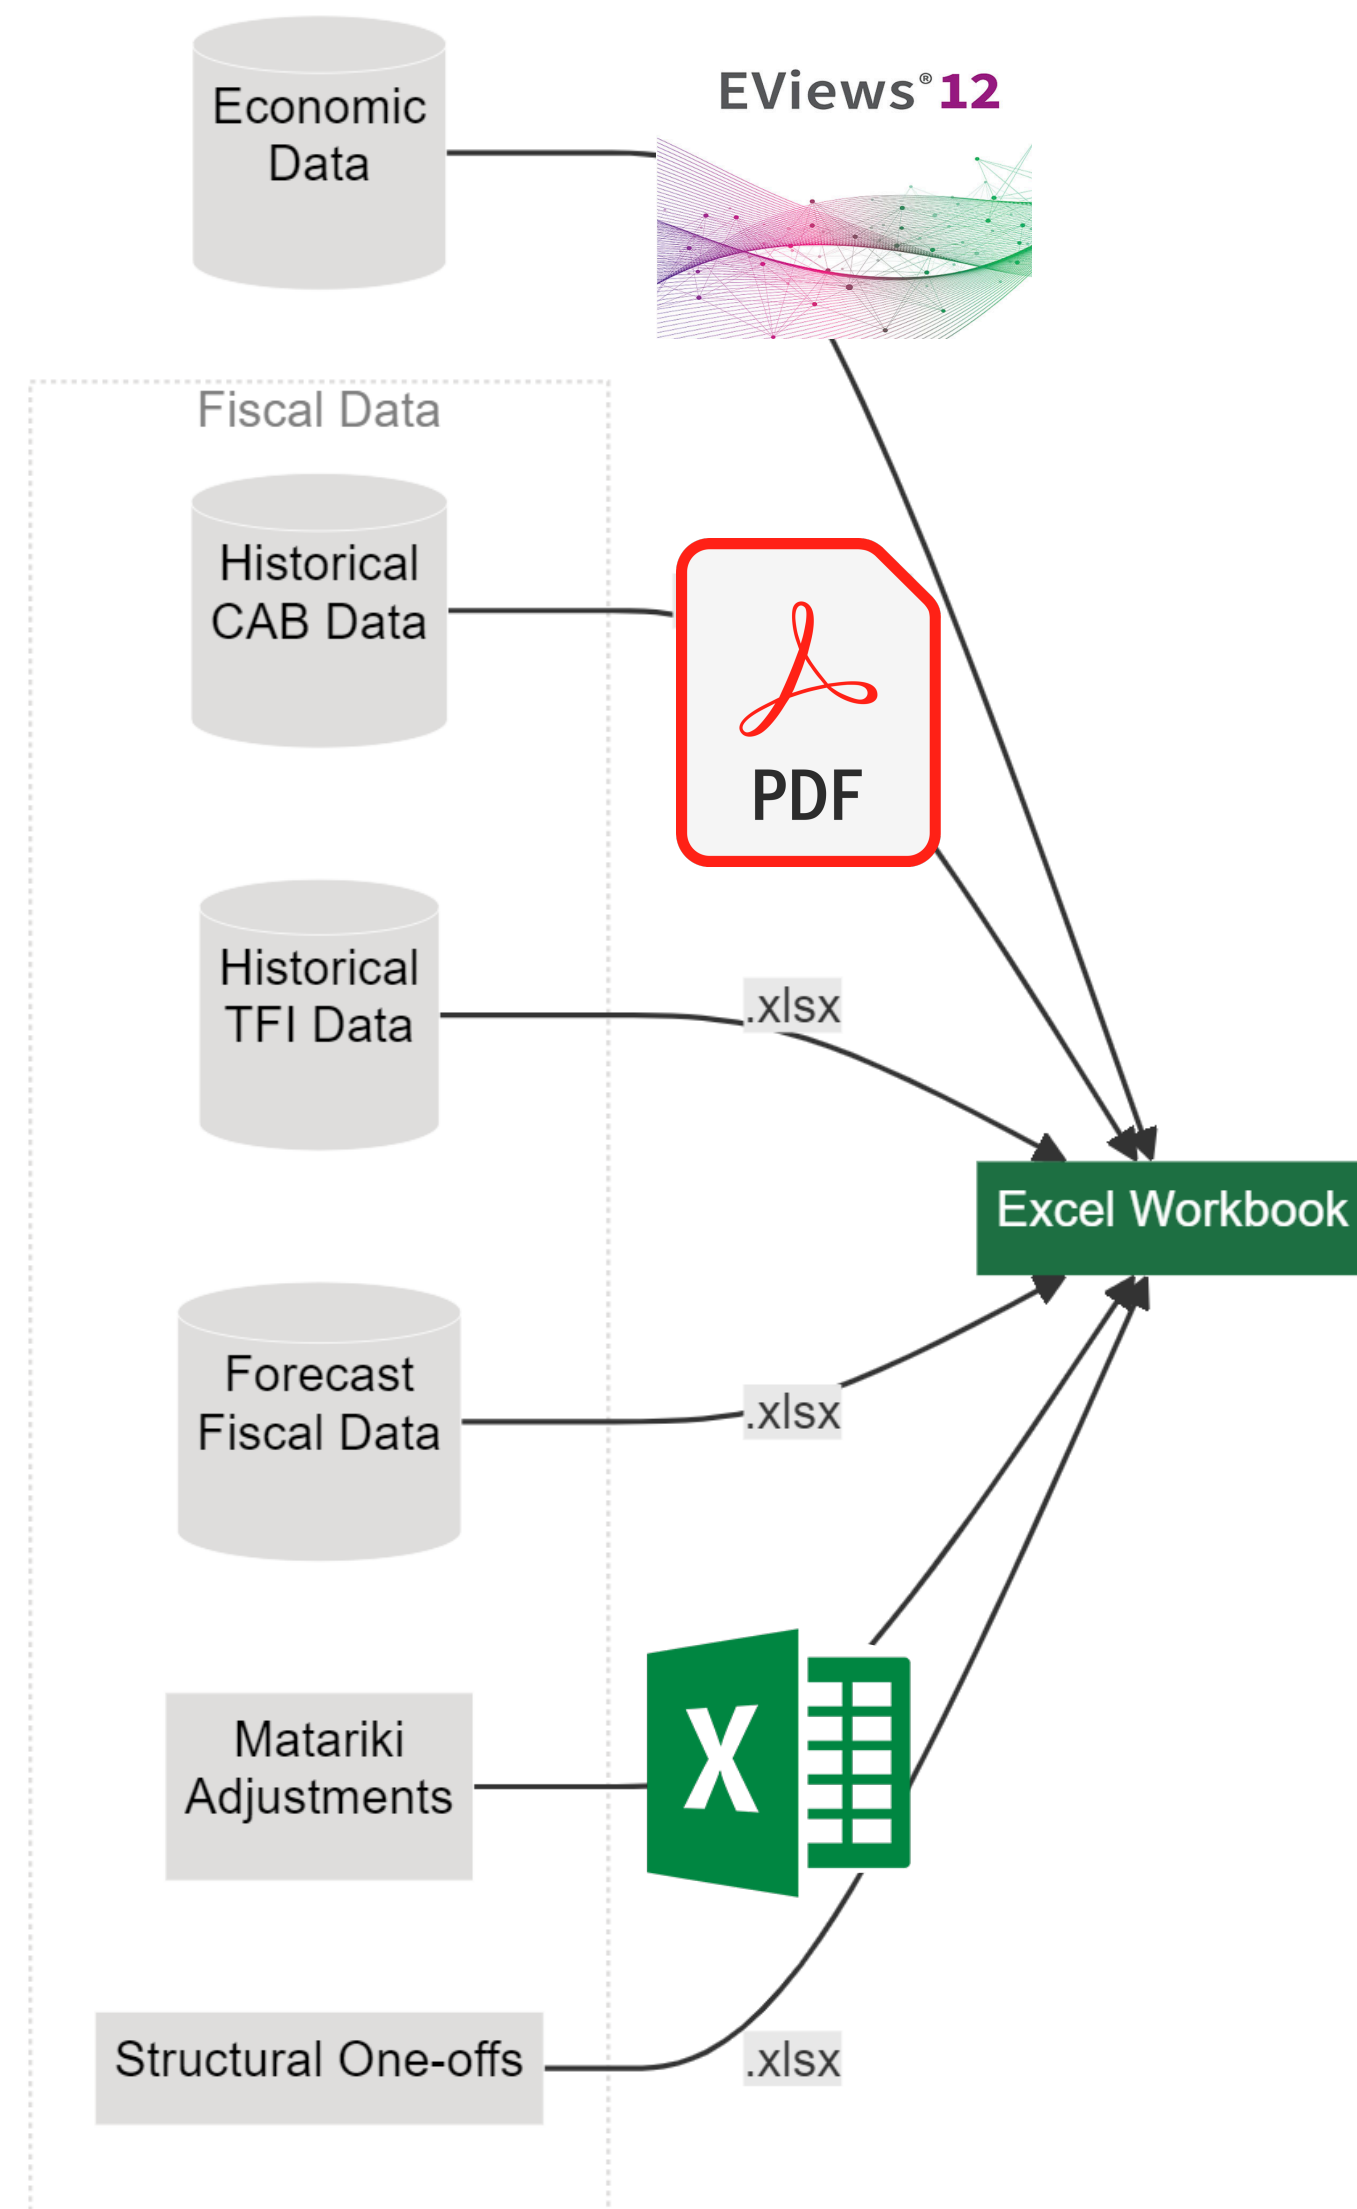 Economic
Data
EViews®12
Fiscal Data
Historical
CAB Data
PDF
Historical
TFI Data
.xlsx
Excel Workbook
Forecast
Fiscal Data
.xlsx
Matariki
Adjustments
X
Structural One-offs
.xlsx